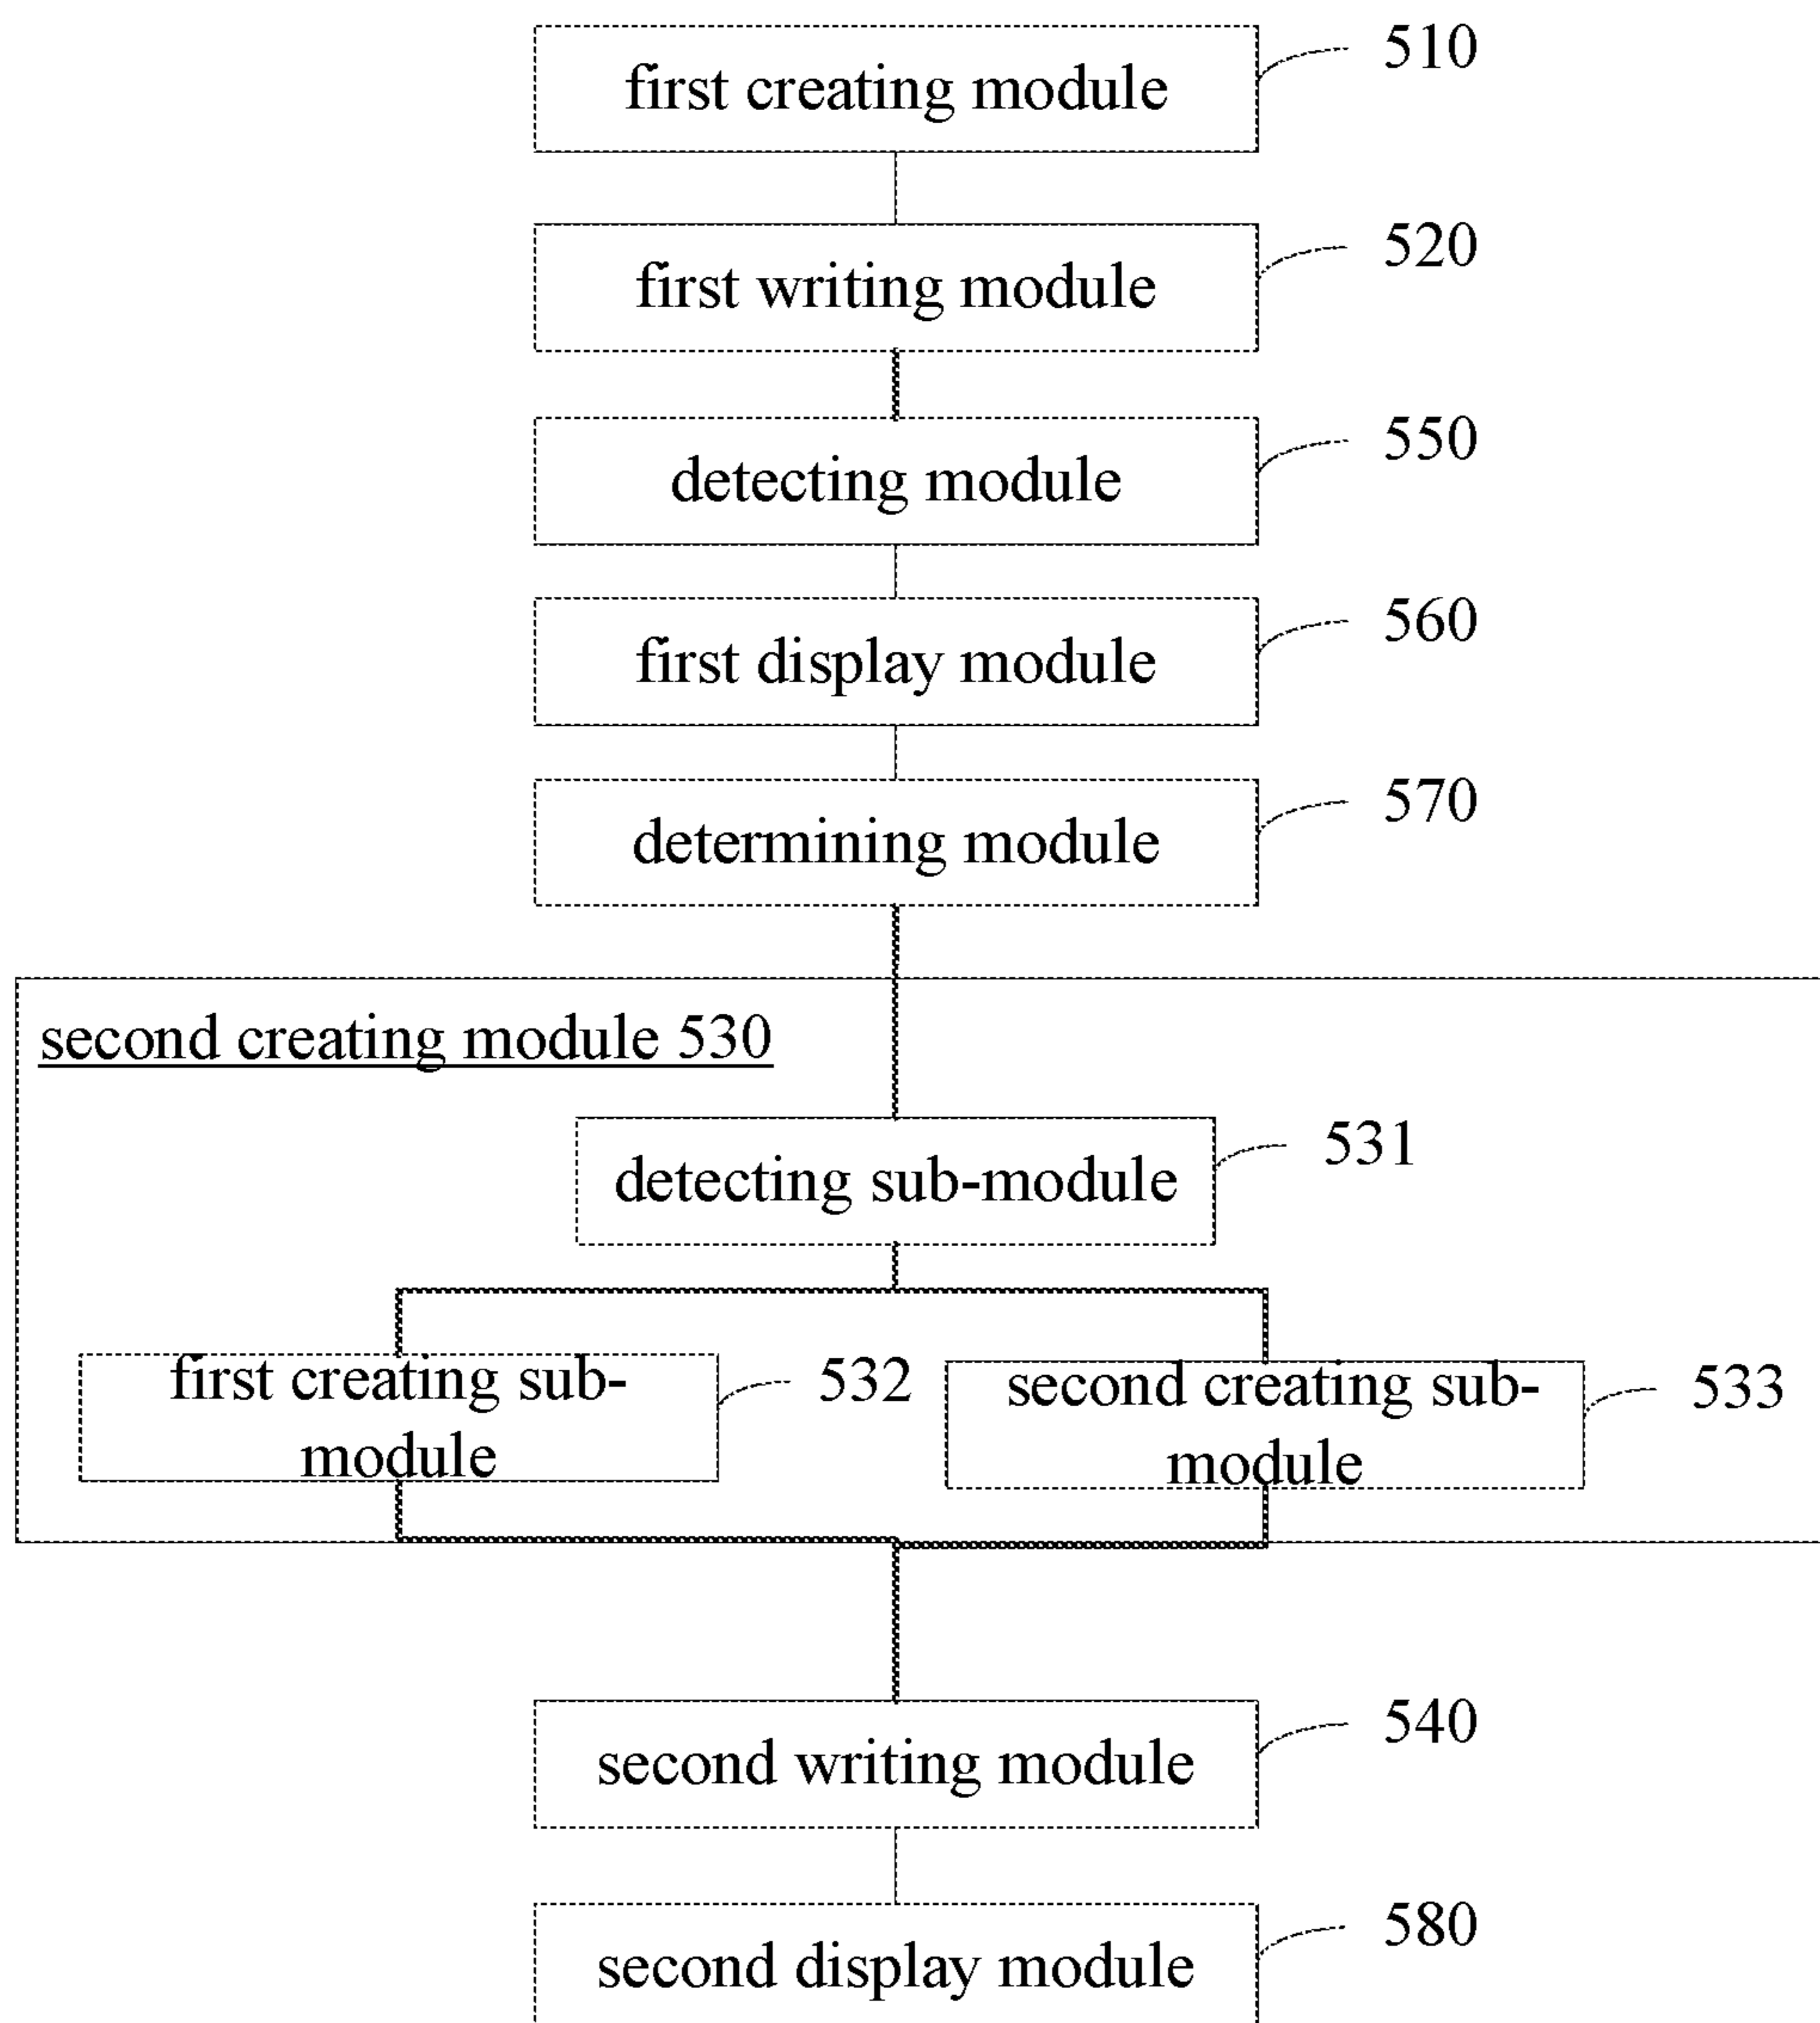 first creating module
510
first writing module
520
detecting module
550
first display module
560
determining module
570
second creating module 530
detecting sub-module
531
first creating sub-
module
532
second creating sub-
module
533
second writing module
540
second display module
580